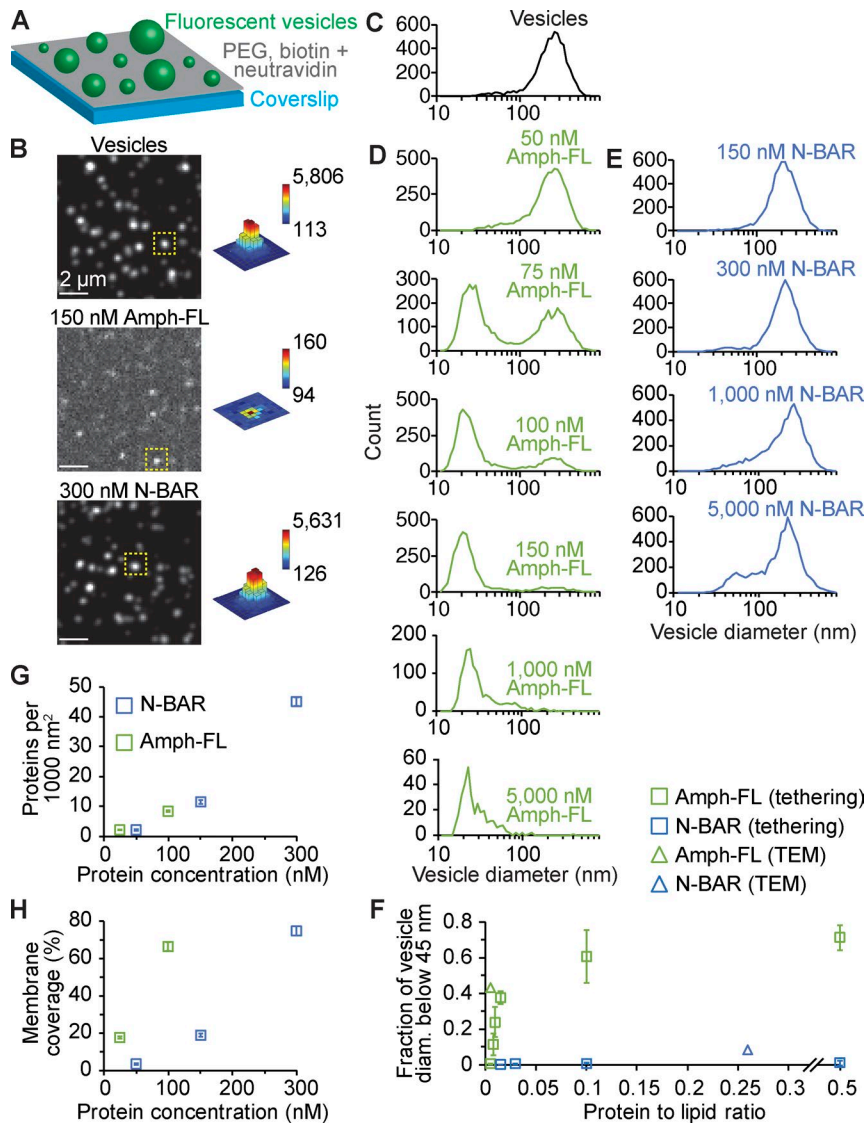 A
Fluorescent vesicles
PEG, biotin +
neutravidin
Coverslip
B
Vesicles
5,806
113
2 µm
150 nM Amph-FL
160
94
300 nM N-BAR
5,631
126
C
Vesicles
600
400
200
0
10
100
D
50 nM
Amph-FL
500
250
0
10
100
75 nM
Amph-FL
300
200
100
0
10
100
100 nM
Amph-FL
500
250
0
10
100
150 nM
Amph-FL
500
250
0
10
100
1,000 nM
Amph-FL
200
100
0
10
100
5,000 nM
Amph-FL
60
40
20
0
10
100
Count
Vesicle diameter (nm)
E
150 nM N-BAR
600
400
200
0
10
100
300 nM N-BAR
600
400
200
0
10
100
1,000 nM N-BAR
600
400
200
0
10
100
5,000 nM N-BAR
600
400
200
0
10
100
Vesicle diameter (nm)
G
50
40
30
20
10
0
N-BAR
Amph-FL
Proteins per
1000 nm²
0
100
200
300
Protein concentration (nM)
H
80
60
40
20
0
Membrane
coverage (%)
0
100
200
300
Protein concentration (nM)
Amph-FL (tethering)
N-BAR (tethering)
Amph-FL (TEM)
N-BAR (TEM)
F
0.8
0.6
0.4
0.2
0
Fraction of vesicle
diam. below 45 nm
0
0.05
0.1
0.15
0.2
0.25
0.3
0.5
Protein to lipid ratio